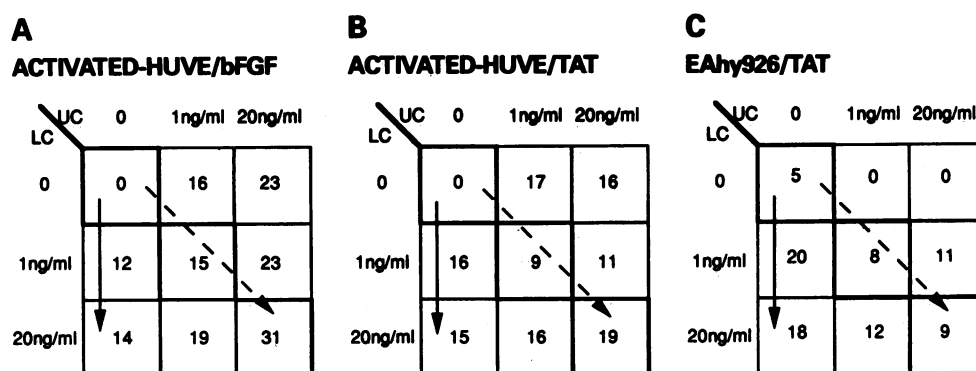 A
ACTIVATED-HUVE/bFGF
UC 0 1ng/ml 20ng/ml
LC
0 0 16 23
1ng/ml 12 15 23
20ng/ml 14 19 31
B
ACTIVATED-HUVE/TAT
UC 0 1ng/ml 20ng/ml
LC
0 0 17 16
1ng/ml 16 9 11
20ng/ml 15 16 19
C
EAhy926/TAT
UC 0 1ng/ml 20ng/ml
LC
0 5 0 0
1ng/ml 20 8 11
20ng/ml 18 12 9